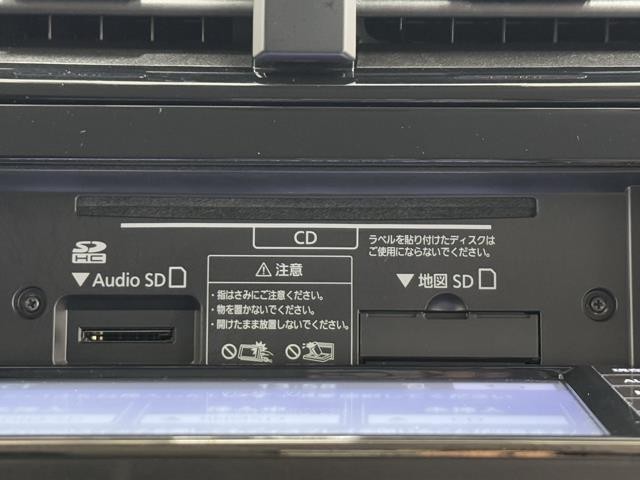 CD
ラベルを貼り付けたディスクは
ご使用にならないでください。
SD
HC
▼Audio SD
⚠注意
・指はさみにご注意ください。
・物を置かないでください。
・開けたまま放置しないでください。
▼地図 SD